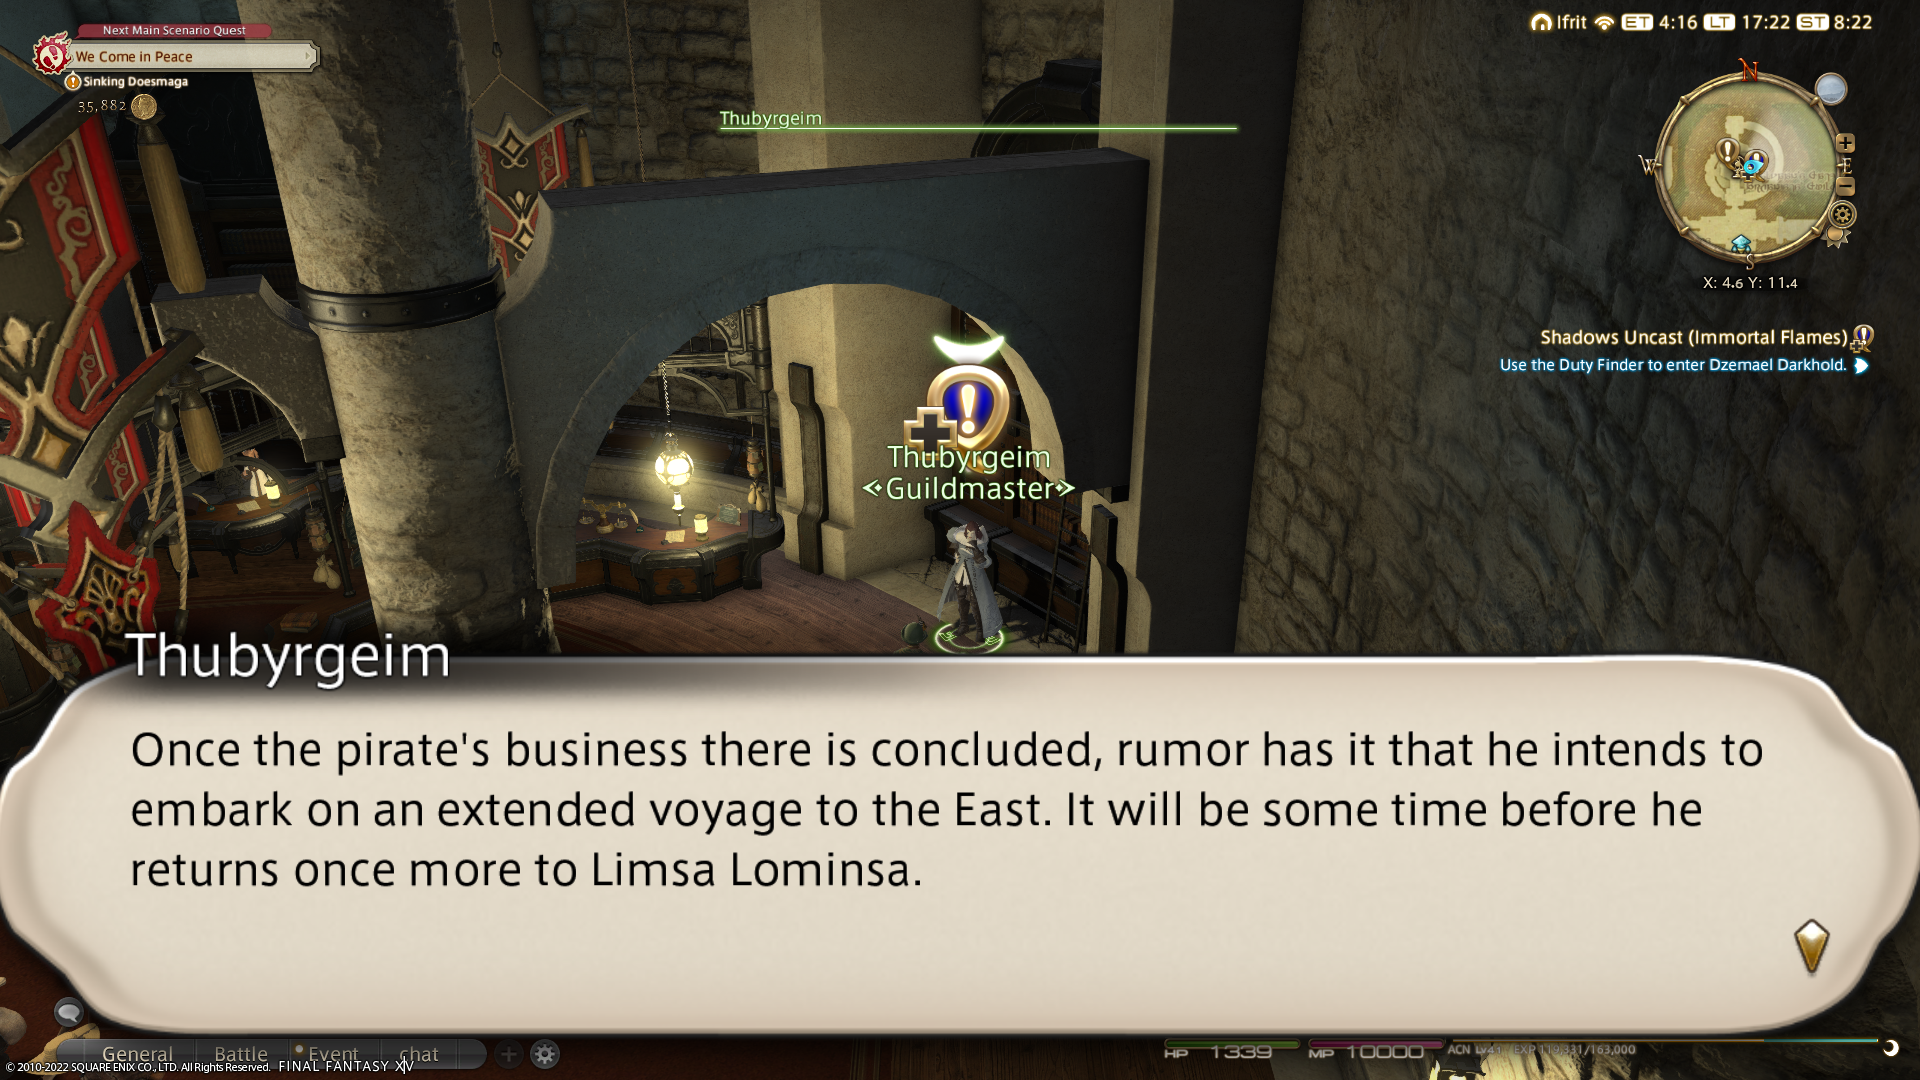 Next Main Scenario Quest
We Come in Peace
Sinking Doesmaga
35,882
Ifrit ET 4:16 LT 17:22 ST 8:22
Thubyrgeim
N
W
E
S
X: 4.6 Y: 11.4
Shadows Uncast (Immortal Flames)
Use the Duty Finder to enter Dzemael Darkhold.
Thubyrgeim
Guildmaster
Thubyrgeim
Once the pirate's business there is concluded, rumor has it that he intends to
embark on an extended voyage to the East. It will be some time before he
returns once more to Limsa Lominsa.
General Battle Event chat
HP 1339 MP 10000 ACN Lv41 EXP 119,331/163,000
© 2010-2022 SQUARE ENIX CO., LTD. All Rights Reserved. FINAL FANTASY XIV